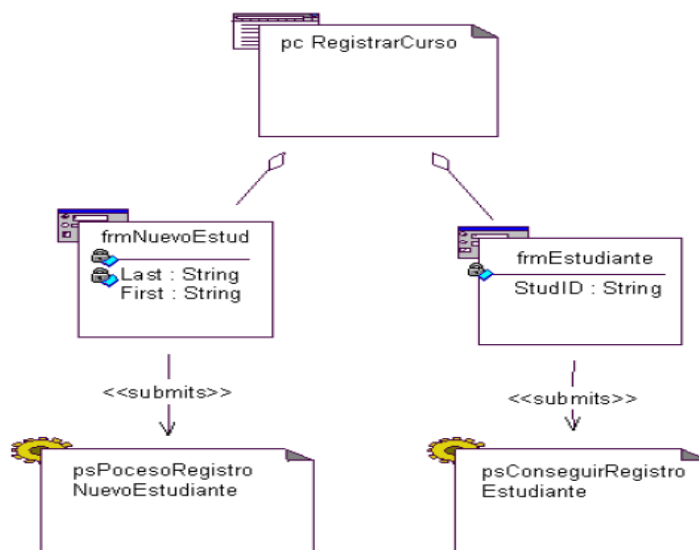 pc RegistrarCurso
frmNuevoEstud
Last : String
First : String
frmEstudiante
StudID : String
<<submits>>
<<submits>>
psPocesoRegistro
NuevoEstudiante
psConseguirRegistro
Estudiante